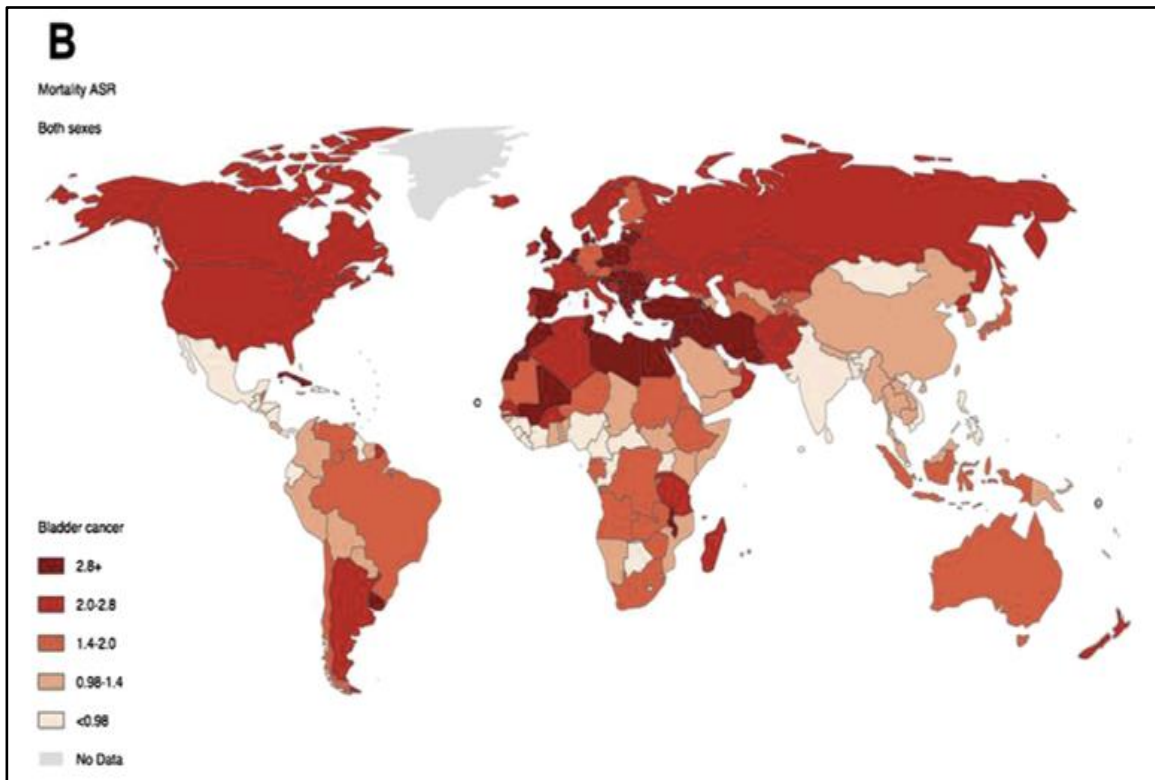 B
Mortality ASR
Both sexes
Bladder cancer
2.8+
2.0-2.8
1.4-2.0
0.98-1.4
<0.98
No Data